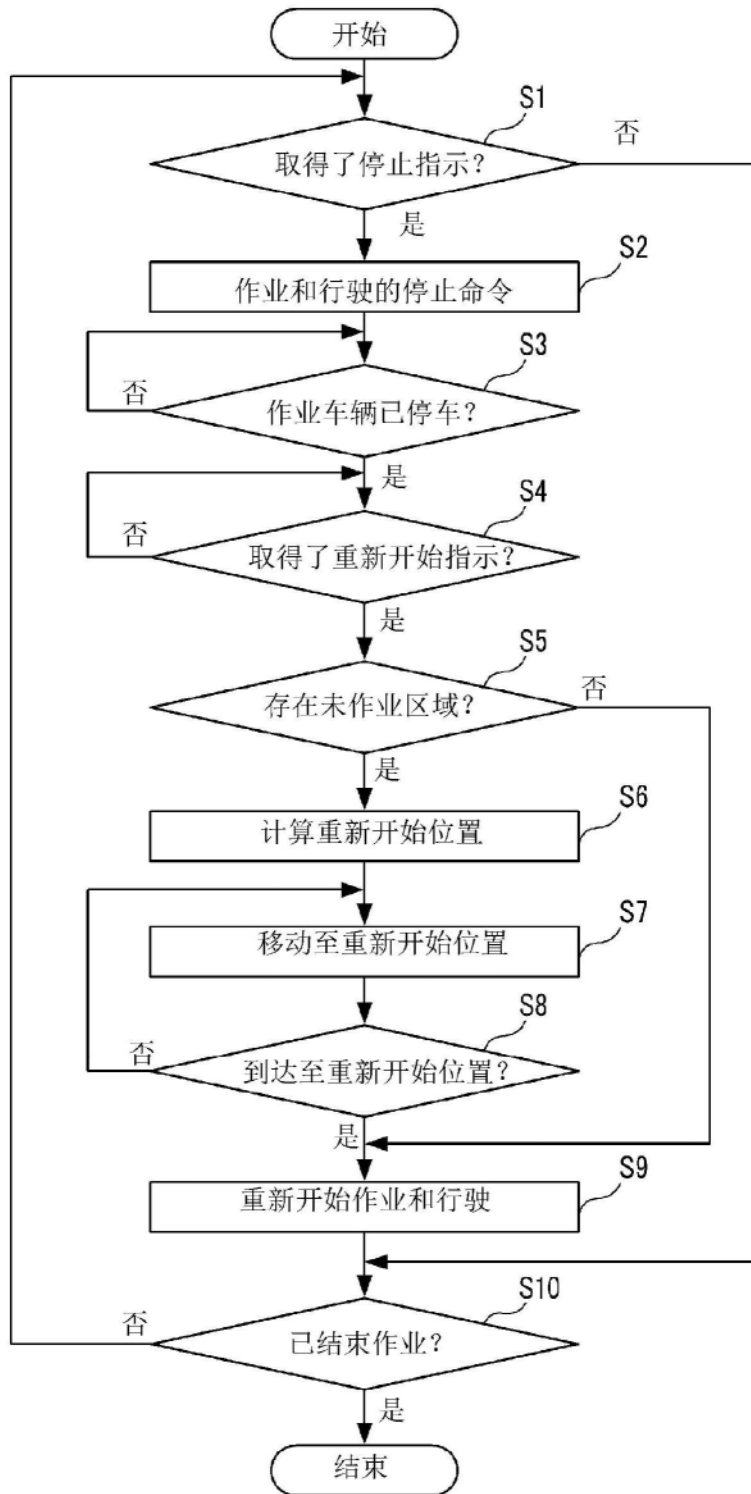 开始
S1
取得了停止指示?
否
是
S2
作业和行驶的停止命令
S3
否
作业车辆已停车?
是
S4
否
取得了重新开始指示?
是
S5
存在未作业区域?
否
是
S6
计算重新开始位置
S7
移动至重新开始位置
S8
否
到达至重新开始位置?
是
S9
重新开始作业和行驶
S10
否
已结束作业?
是
结束